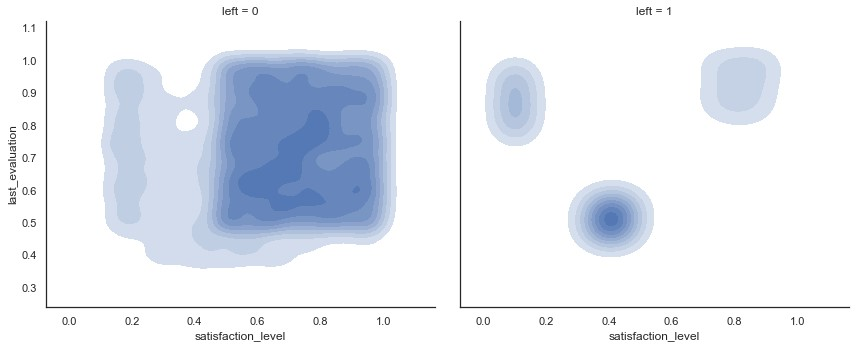 left = 0
left = 1
1.1
1.0
0.9
0.8
0.7
0.6
0.5
0.4
0.3
last_evaluation
0.0 0.2 0.4 0.6 0.8 1.0
0.0 0.2 0.4 0.6 0.8 1.0
satisfaction_level
satisfaction_level